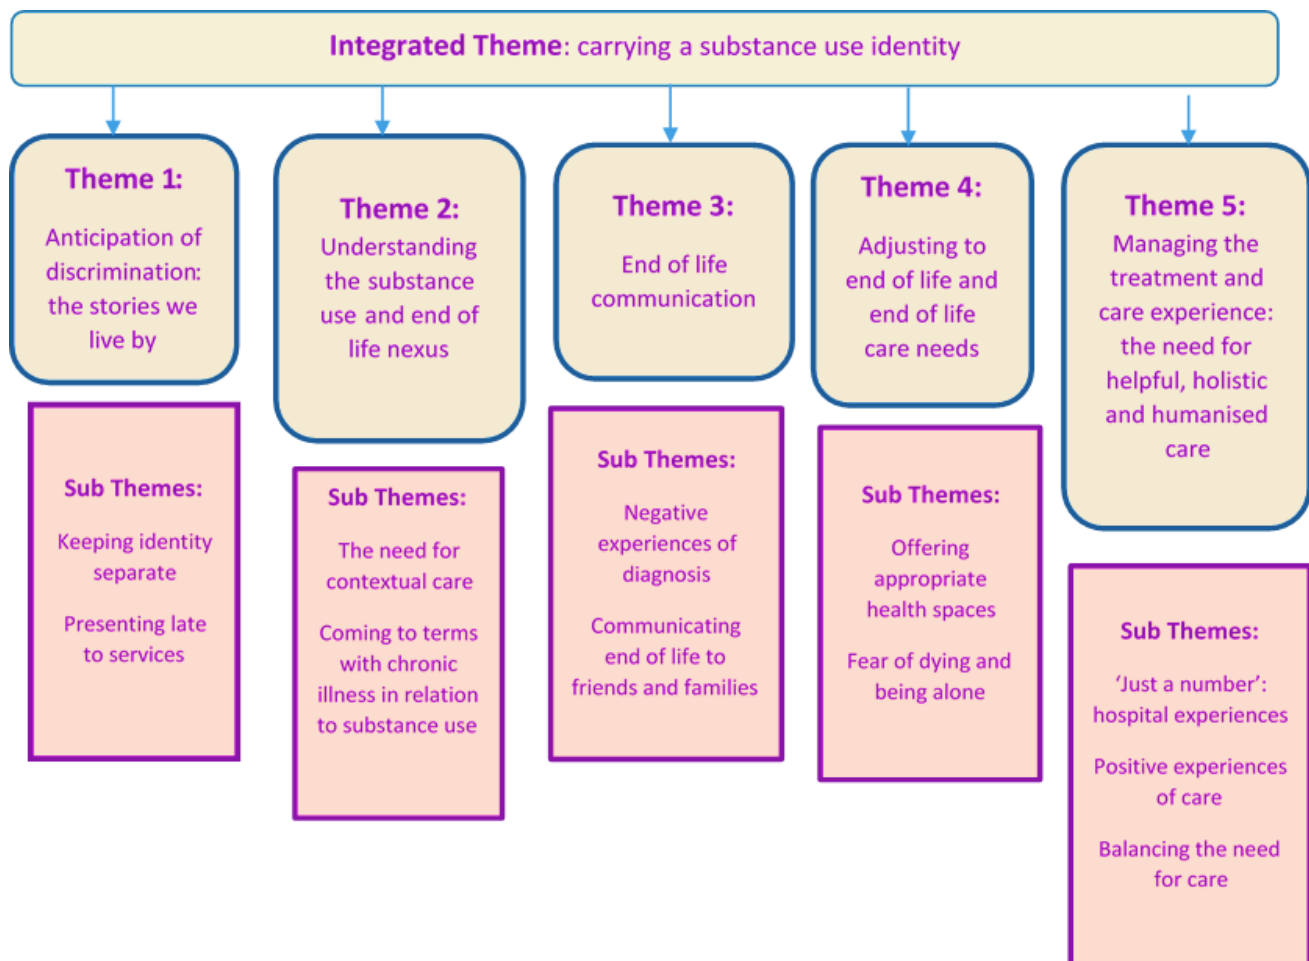 Integrated Theme: carrying a substance use identity
Theme 1:
Anticipation of
discrimination:
the stories we
live by
Sub Themes:
Keeping identity
separate
Presenting late
to services
Theme 2:
Understanding
the substance
use and end of
life nexus
Sub Themes:
The need for
contextual care
Coming to terms
with chronic
illness in relation
to substance use
Theme 3:
End of life
communication
Sub Themes:
Negative
experiences of
diagnosis
Communicating
end of life to
friends and families
Theme 4:
Adjusting to
end of life and
end of life
care needs
Sub Themes:
Offering
appropriate
health spaces
Fear of dying and
being alone
Theme 5:
Managing the
treatment and
care experience:
the need for
helpful, holistic
and humanised
care
Sub Themes:
‘Just a number’:
hospital experiences
Positive experiences
of care
Balancing the need
for care